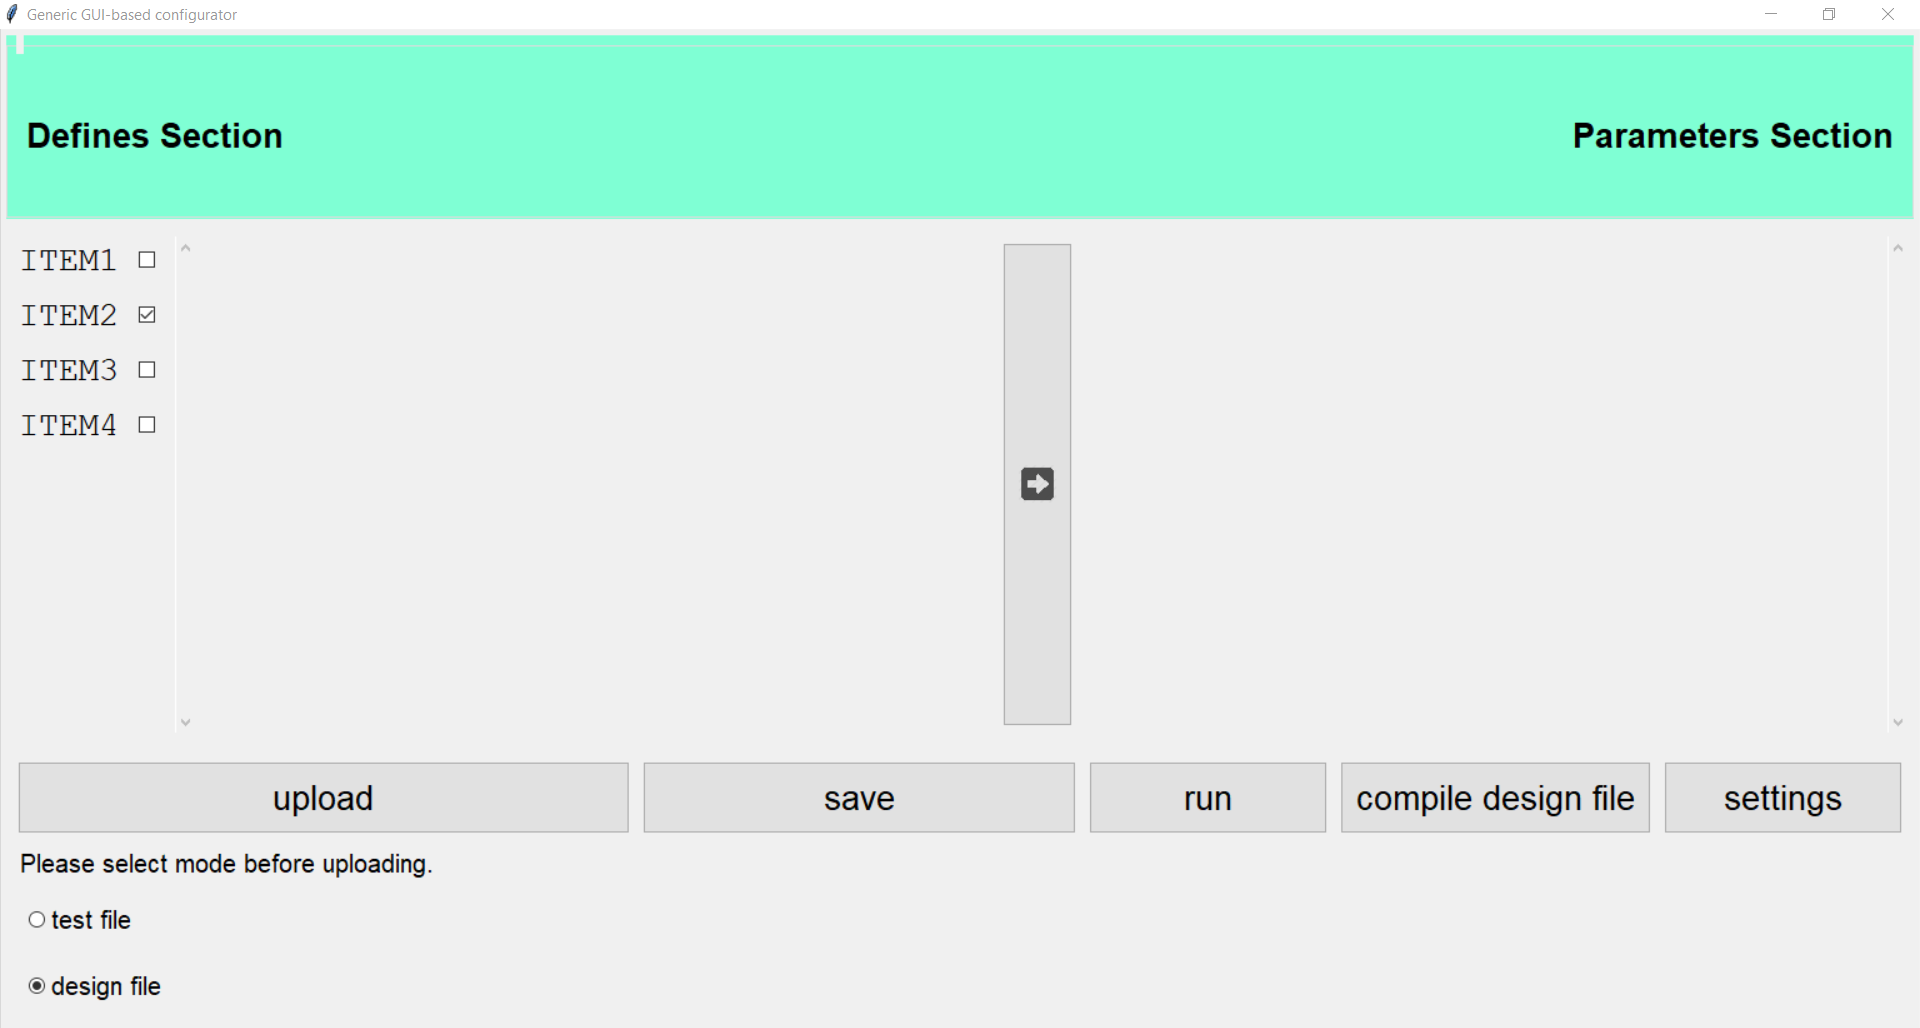 Generic GUI-based configurator
Defines Section
Parameters Section
ITEM1
ITEM2
ITEM3
ITEM4
upload save run compile design file settings
Please select mode before uploading.
test file
design file